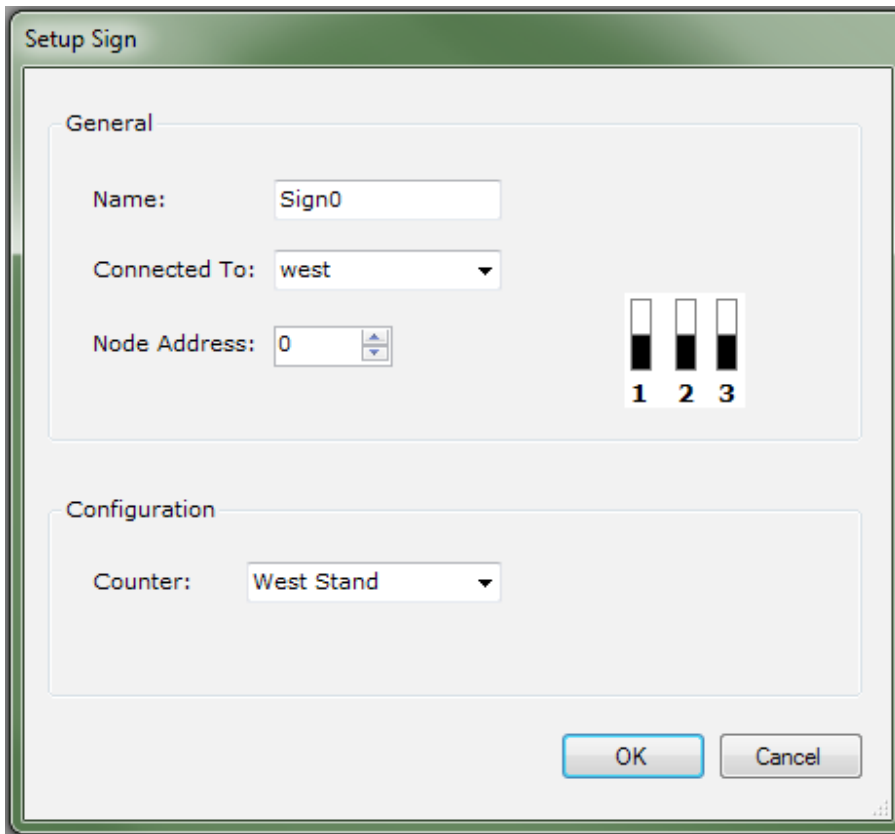 Setup Sign
General
Name: Sign0
Connected To: west
Node Address: 0
1 2 3
Configuration
Counter: West Stand
OK Cancel